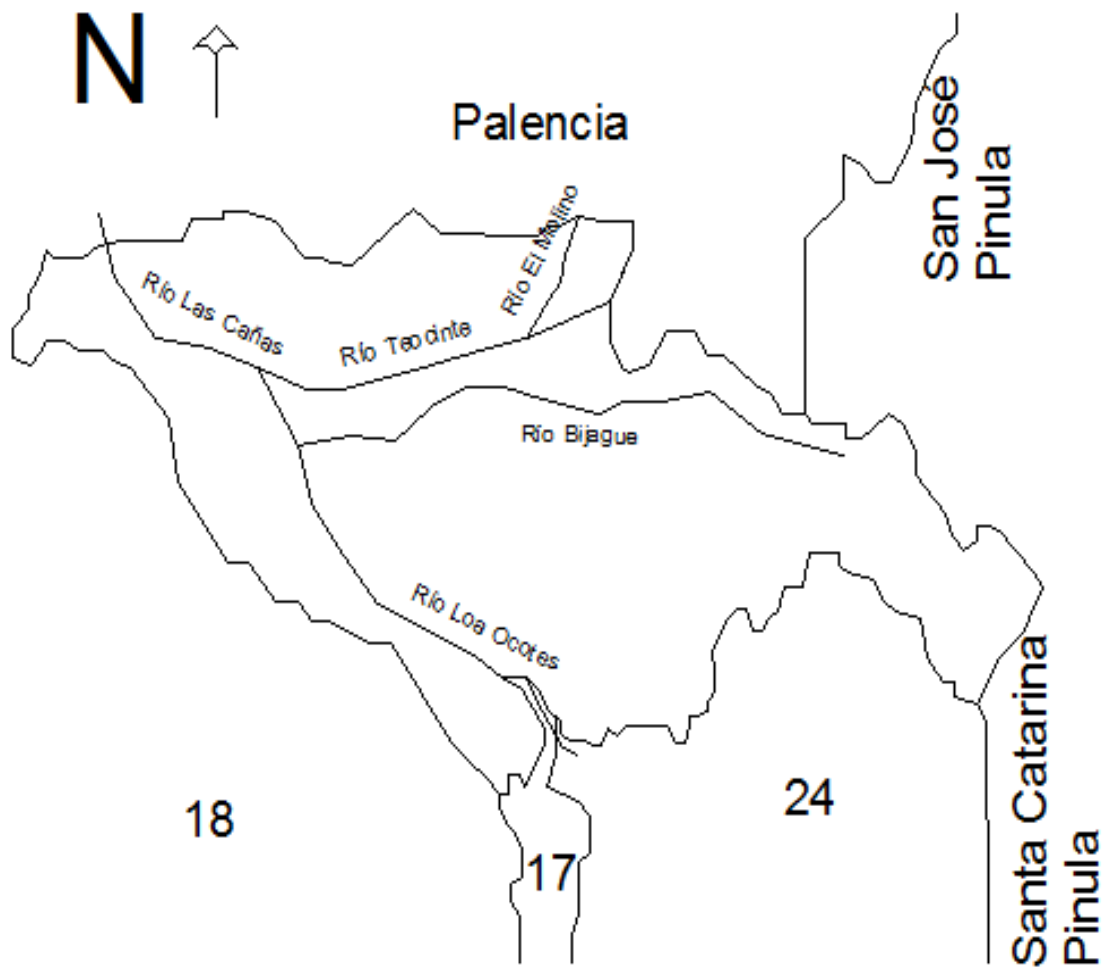 N
Palencia
San Jose
Pinula
Río El Molino
Río Las Cañas
Río Teocinte
Río Bijague
Río Loa Ocotes
18
17
24
Santa Catarina
Pinula